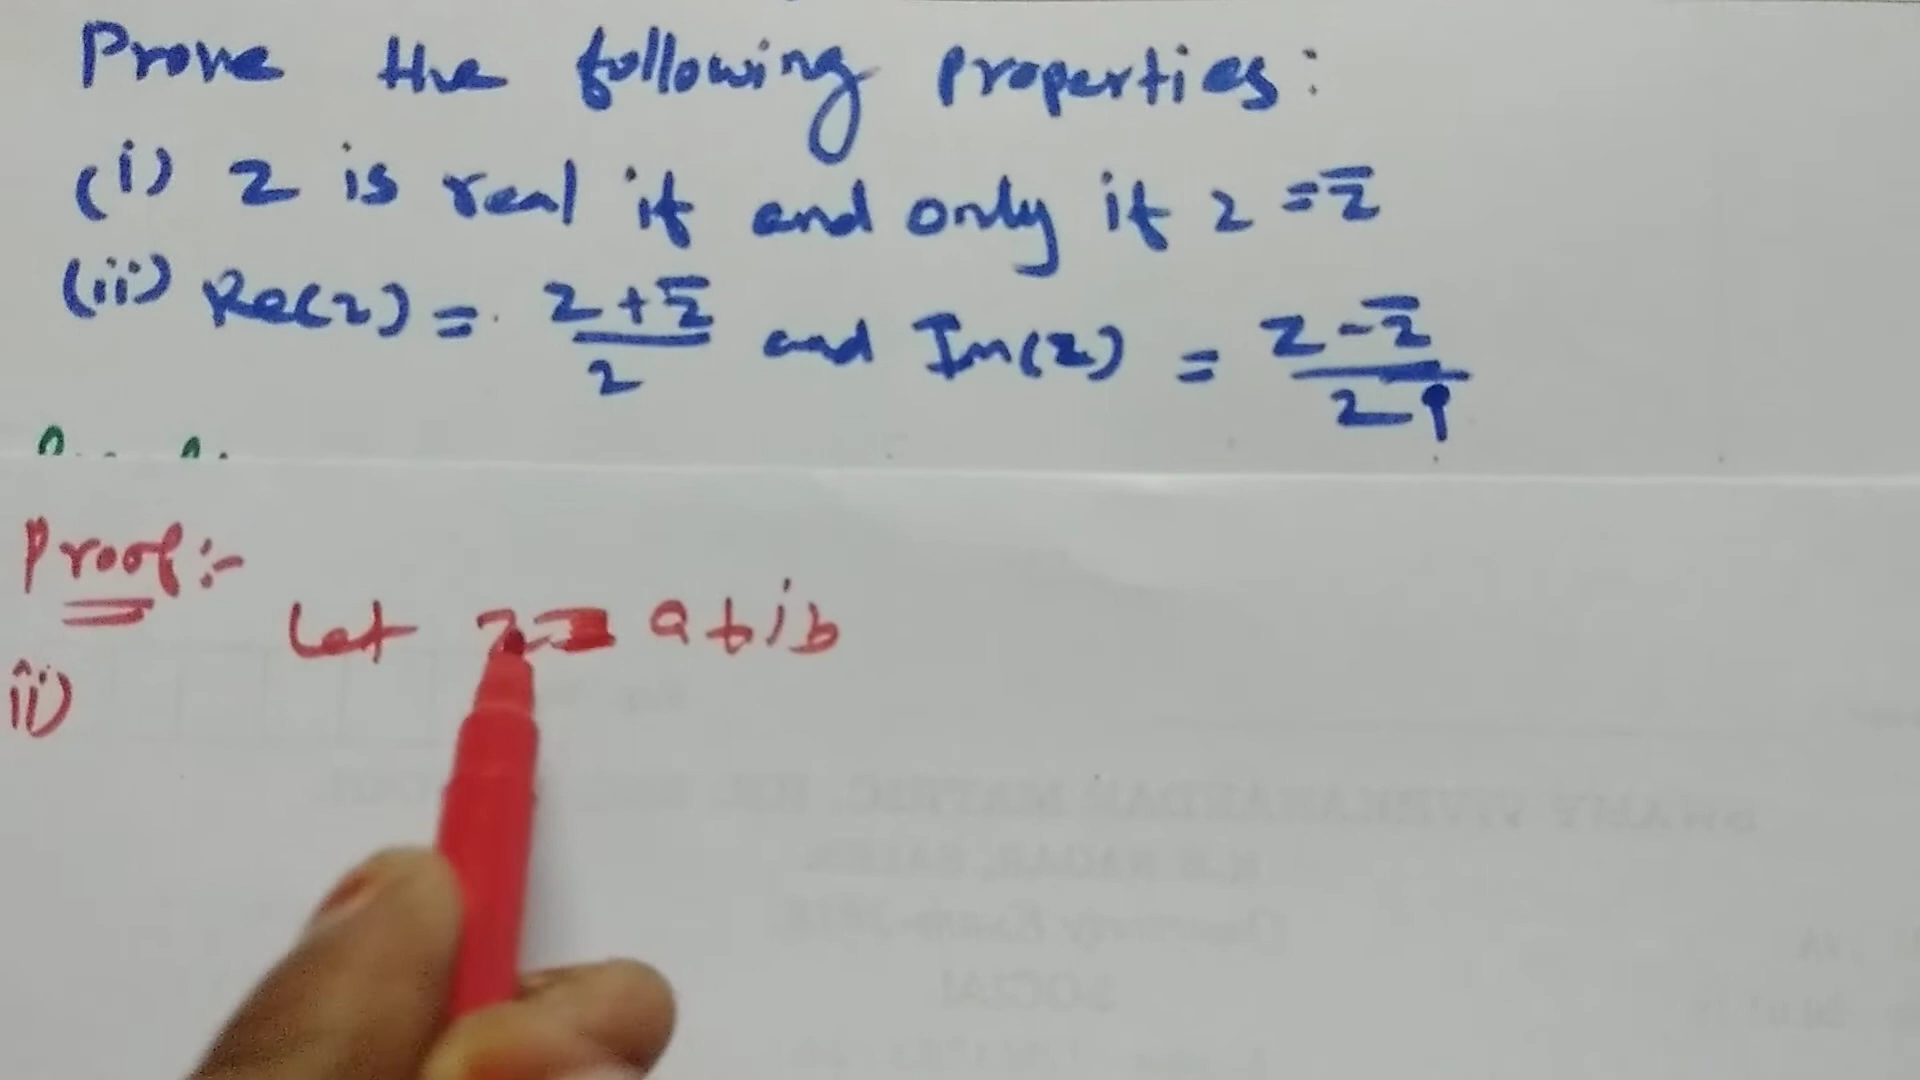 Prove the following properties:
(i) z is real if and only if z = z̅
(ii) Re(z) = z + z̅ / 2 and Im(z) = z - z̅ / 2i
Proof:-
Let z = a + ib
ii)